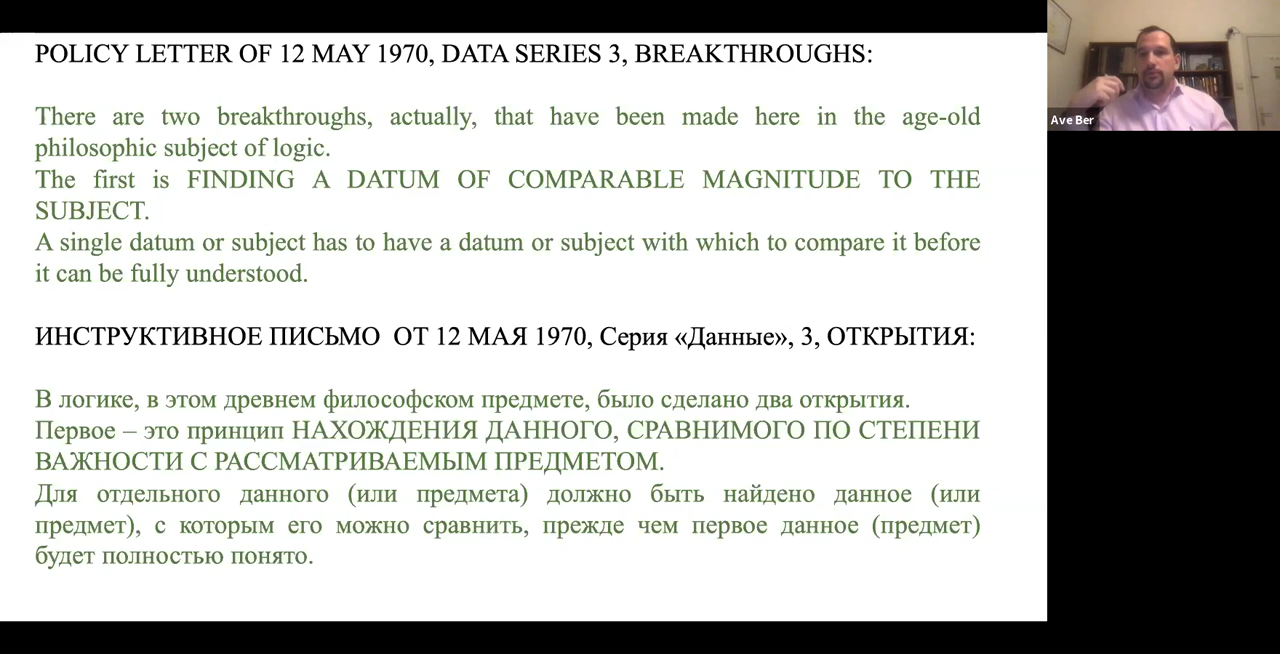 POLICY LETTER OF 12 MAY 1970, DATA SERIES 3, BREAKTHROUGHS:
There are two breakthroughs, actually, that have been made here in the age-old
philosophic subject of logic.
The first is FINDING A DATUM OF COMPARABLE MAGNITUDE TO THE
SUBJECT.
A single datum or subject has to have a datum or subject with which to compare it before
it can be fully understood.
ИНСТРУКТИВНОЕ ПИСЬМО ОТ 12 МАЯ 1970, Серия «Данные», 3, ОТКРЫТИЯ:
В логике, в этом древнем философском предмете, было сделано два открытия.
Первое – это принцип НАХОЖДЕНИЯ ДАННОГО, СРАВНИМОГО ПО СТЕПЕНИ
ВАЖНОСТИ С РАССМАТРИВАЕМЫМ ПРЕДМЕТОМ.
Для отдельного данного (или предмета) должно быть найдено данное (или
предмет), с которым его можно сравнить, прежде чем первое данное (предмет)
будет полностью понято.
Ave Ber